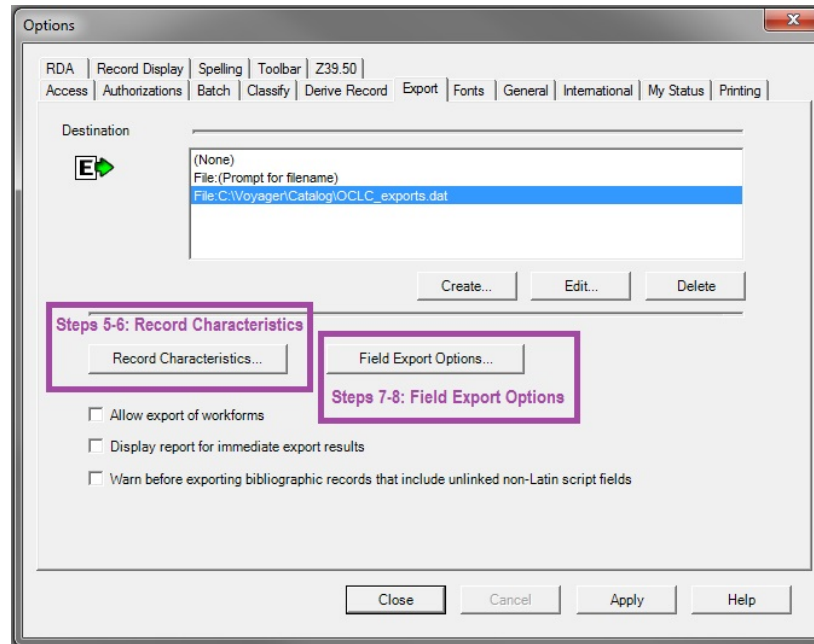 Options
RDA Record Display Spelling Toolbar Z39.50
Access Authorizations Batch Classify Derive Record Export Fonts General International My Status Printing
Destination
E
(None)
File:(Prompt for filename)
File:C:\Voyager\Catalog\OCLC_exports.dat
Create... Edit... Delete
Steps 5-6: Record Characteristics
Record Characteristics... Field Export Options...
Steps 7-8: Field Export Options
Allow export of workforms
Display report for immediate export results
Warn before exporting bibliographic records that include unlinked non-Latin script fields
Close Cancel Apply Help